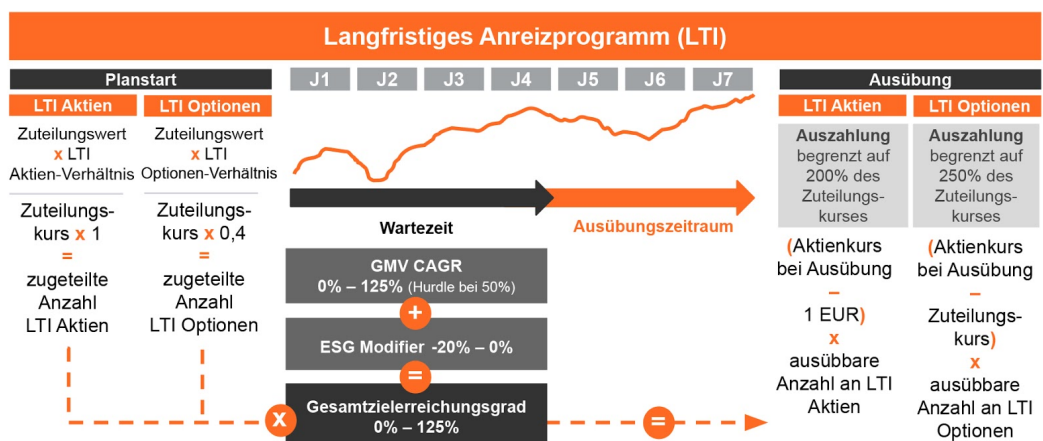 Langfristiges Anreizprogramm (LTI)
Planstart
LTI Aktien
Zuteilungswert
x LTI
Aktien-Verhältnis
Zuteilungs-
kurs x 1
=
zugeteilte
Anzahl
LTI Aktien
LTI Optionen
Zuteilungswert
x LTI
Optionen-Verhältnis
Zuteilungs-
kurs x 0,4
=
zugeteilte
Anzahl
LTI Optionen
J1 J2 J3 J4 J5 J6 J7
Wartezeit
Ausübungszeitraum
GMV CAGR
0% – 125% (Hurdle bei 50%)
+
ESG Modifier -20% – 0%
=
x
Gesamtzielerreichungsgrad
0% – 125%
=
Ausübung
LTI Aktien
Auszahlung
begrenzt auf
200% des
Zuteilungs-
kurses
(Aktienkurs
bei Ausübung
–
1 EUR)
x
ausübbare
Anzahl an LTI
Aktien
LTI Optionen
Auszahlung
begrenzt auf
250% des
Zuteilungs-
kurses
(Aktienkurs
bei Ausübung
–
Zuteilungs-
kurs)
x
ausübbare
Anzahl an LTI
Optionen